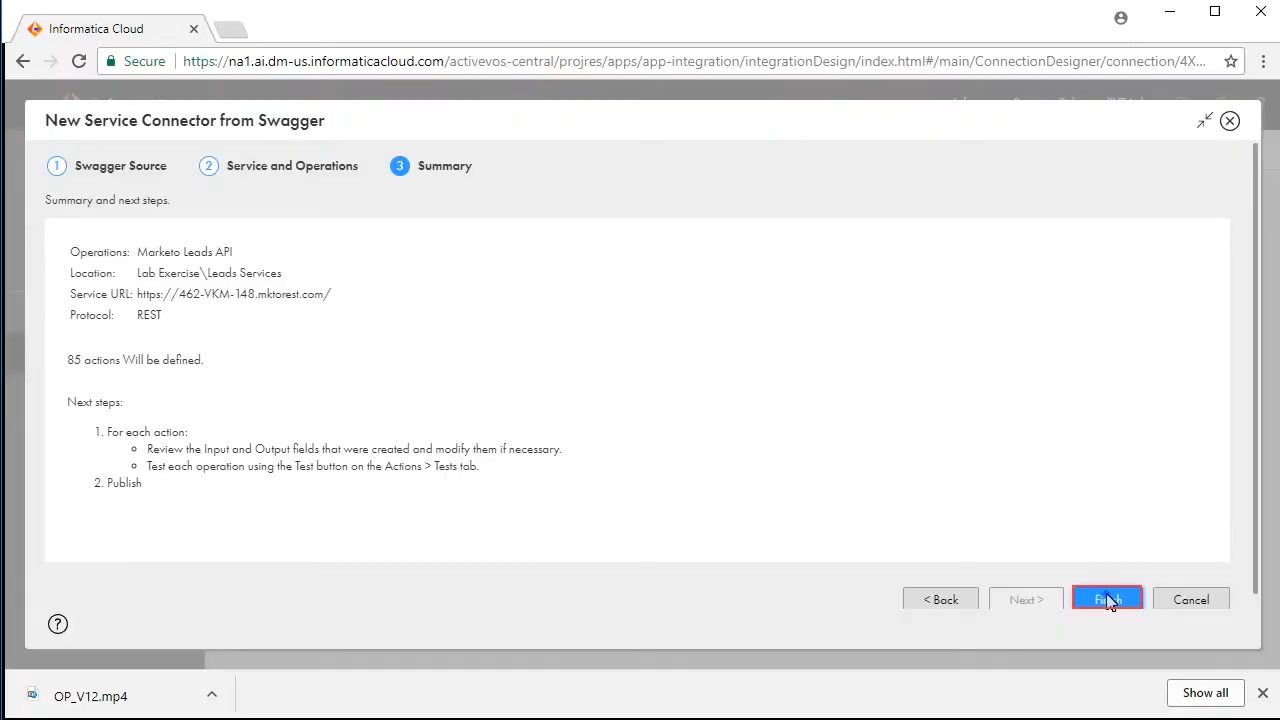 Informatica Cloud
Secure https://na1.ai.dm-us.informaticacloud.com/activevos-central/projres/apps/app-integration/integrationDesign/index.html#/main/ConnectionDesigner/connection/4X...
New Service Connector from Swagger
1 Swagger Source 2 Service and Operations 3 Summary
Summary and next steps.
Operations: Marketo Leads API
Location: Lab Exercise\Leads Services
Service URL: https://462-VKM-148.mktorest.com/
Protocol: REST
85 actions Will be defined.
Next steps:
1. For each action:
Review the Input and Output fields that were created and modify them if necessary.
Test each operation using the Test button on the Actions > Tests tab.
2. Publish
< Back Next > Finish Cancel
?
OP_V12.mp4 Show all